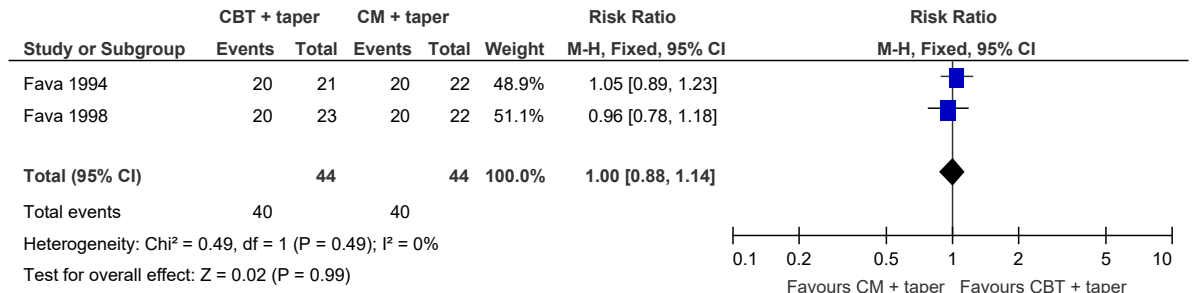 CBT + taper CM + taper Risk Ratio Risk Ratio
Study or Subgroup Events Total Events Total Weight M-H, Fixed, 95% CI M-H, Fixed, 95% CI
Fava 1994 20 21 20 22 48.9% 1.05 [0.89, 1.23]
Fava 1998 20 23 20 22 51.1% 0.96 [0.78, 1.18]
Total (95% CI) 44 44 100.0% 1.00 [0.88, 1.14]
Total events 40 40
Heterogeneity: Chi² = 0.49, df = 1 (P = 0.49); I² = 0%
Test for overall effect: Z = 0.02 (P = 0.99)
0.1 0.2 0.5 1 2 5 10
Favours CM + taper Favours CBT + taper